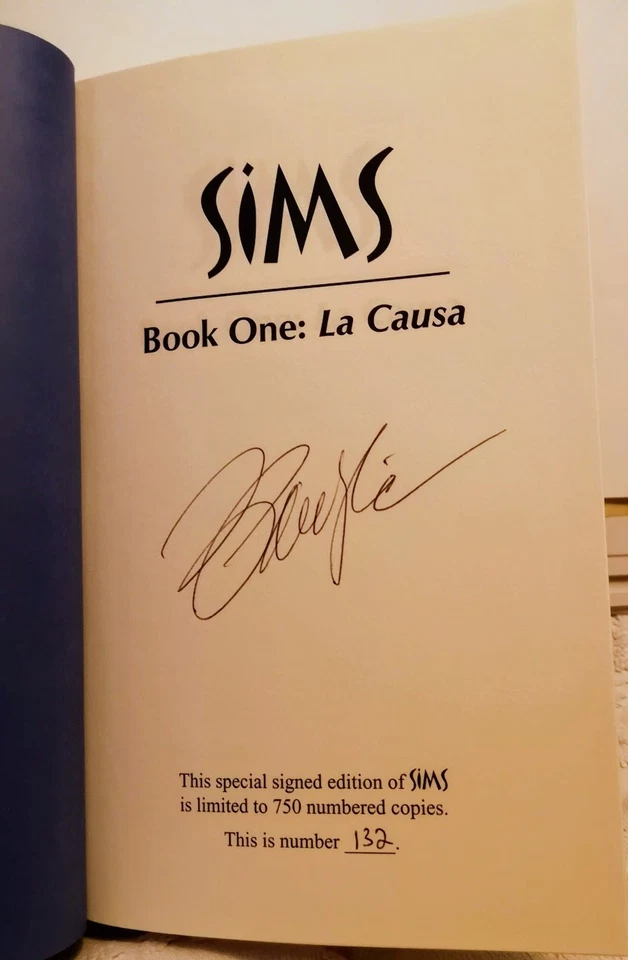 SiMS
Book One: La Causa
This special signed edition of SiMS
is limited to 750 numbered copies.
This is number 132.